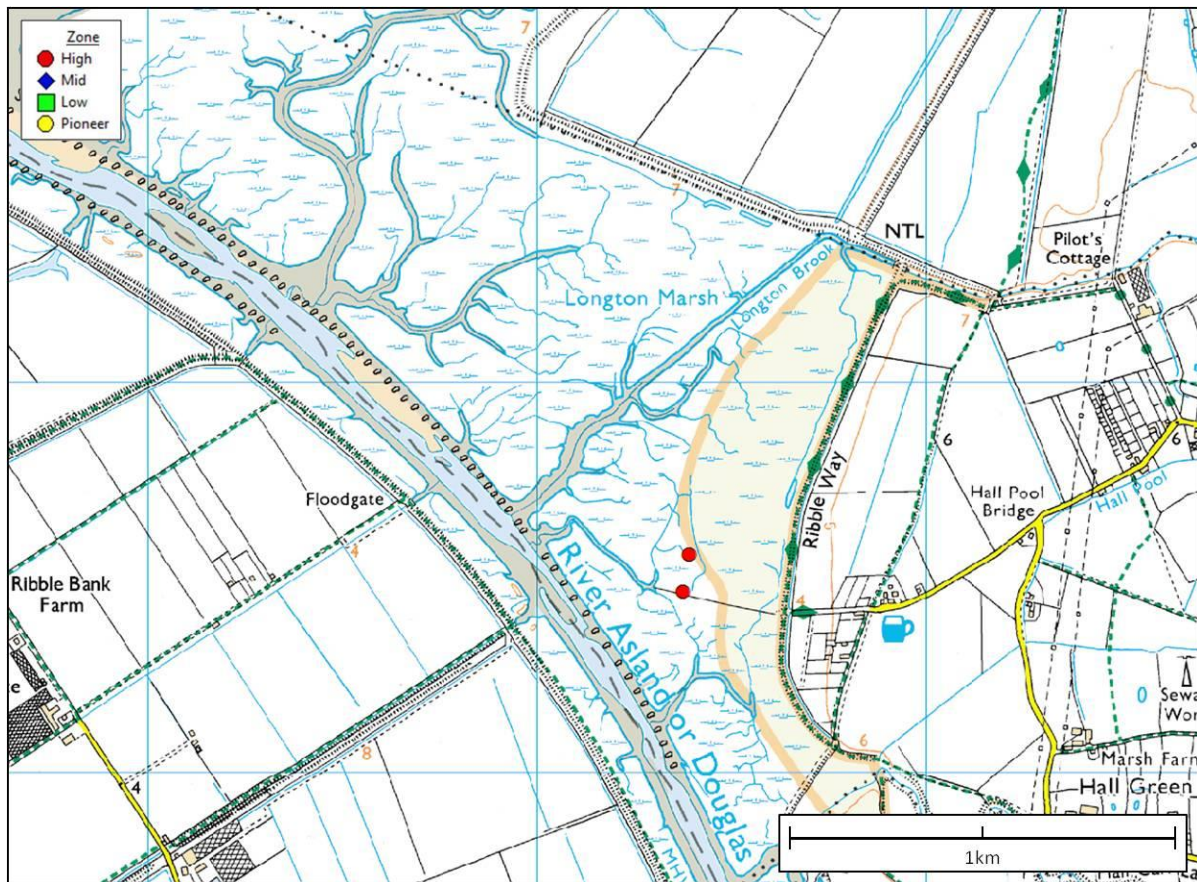 Zone
High
Mid
Low
Pioneer
7
7
NTL
Pilot's
Cottage
7
Longton Marsh
Longton Brook
6
6
Hall Pool
Hall Pool
Bridge
Ribble Way
5
Floodgate
4
Ribble Bank
Farm
River Asland or Douglas
4
8
4
6
Marsh Farm
Hall Green
MHW
1km